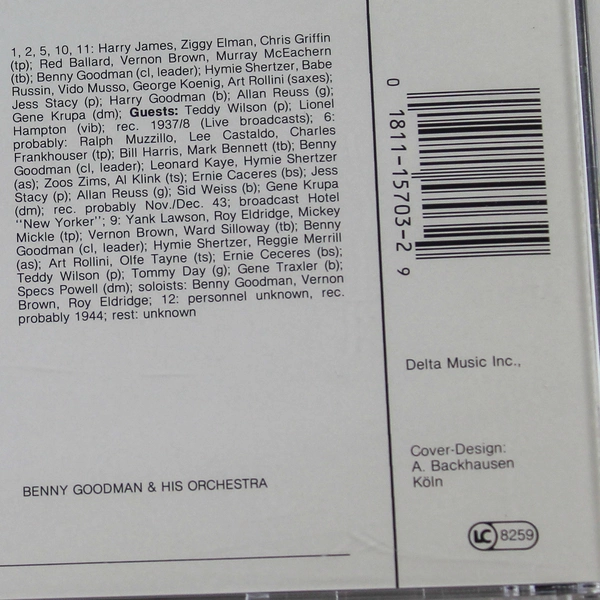 1, 2, 5, 10, 11: Harry James, Ziggy Elman, Chris Griffin
(tp); Red Ballard, Vernon Brown, Murray McEachern
(tb); Benny Goodman (cl, leader); Hymie Shertzer, Babe
Russin, Vido Musso, George Koenig, Art Rollini (saxes);
Jess Stacy (p); Harry Goodman (b); Allan Reuss (g);
Gene Krupa (dm); Guests: Teddy Wilson (p); Lionel
Hampton (vib); rec. 1937/8 (Live broadcasts); 6:
probably: Ralph Muzzillo, Lee Castaldo, Charles
Frankhouser (tp); Bill Harris, Mark Bennett (tb); Benny
Goodman (cl, leader); Leonard Kaye, Hymie Shertzer
(as); Zoos Zims, Al Klink (ts); Ernie Caceres (bs); Jess
Stacy (p); Allan Reuss (g); Sid Weiss (b); Gene Krupa
(dm); rec. probably Nov./Dec. 43; broadcast Hotel
"New Yorker"; 9: Yank Lawson, Roy Eldridge, Mickey
Mickle (tp); Vernon Brown, Ward Silloway (tb); Benny
Goodman (cl, leader); Hymie Shertzer, Reggie Merrill
(as); Art Rollini, Olfe Tayne (ts); Ernie Ceceres (bs);
Teddy Wilson (p); Tommy Day (g); Gene Traxler (b);
Specs Powell (dm); soloists: Benny Goodman, Vernon
Brown, Roy Eldridge; 12: personnel unknown, rec.
probably 1944; rest: unknown
BENNY GOODMAN & HIS ORCHESTRA
0 1811-15703-2 9
Delta Music Inc.,
Cover-Design:
A. Backhausen
Köln
LC 8259